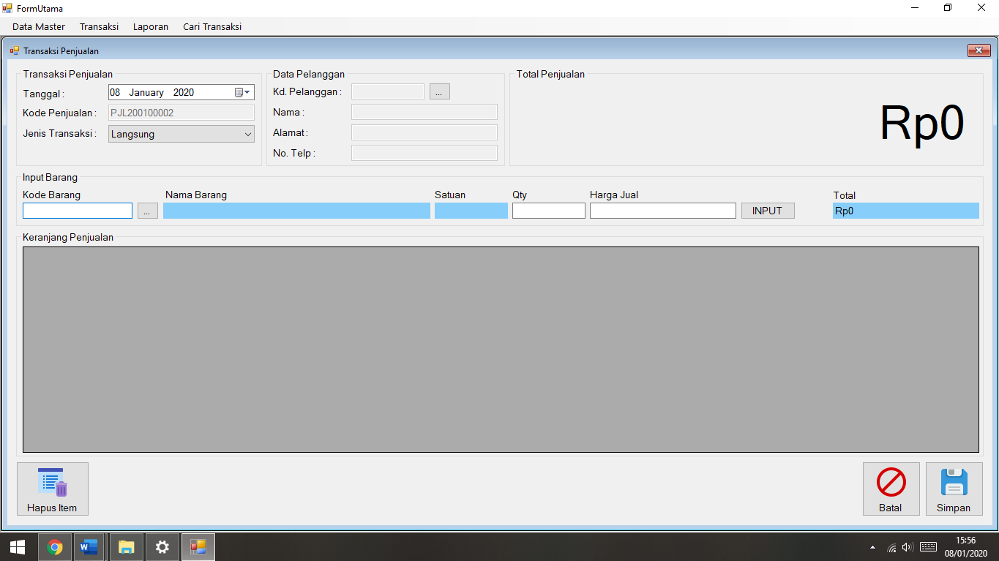 FormUtama
Data Master Transaksi Laporan Cari Transaksi
Transaksi Penjualan
Transaksi Penjualan
Tanggal :
08 January 2020
Kode Penjualan :
PJL200100002
Jenis Transaksi :
Langsung
Data Pelanggan
Kd. Pelanggan :
...
Nama :
Alamat :
No. Telp :
Total Penjualan
Rp0
Input Barang
Kode Barang Nama Barang Satuan Qty Harga Jual Total
... INPUT Rp0
Keranjang Penjualan
Hapus Item Batal Simpan
15:56
08/01/2020